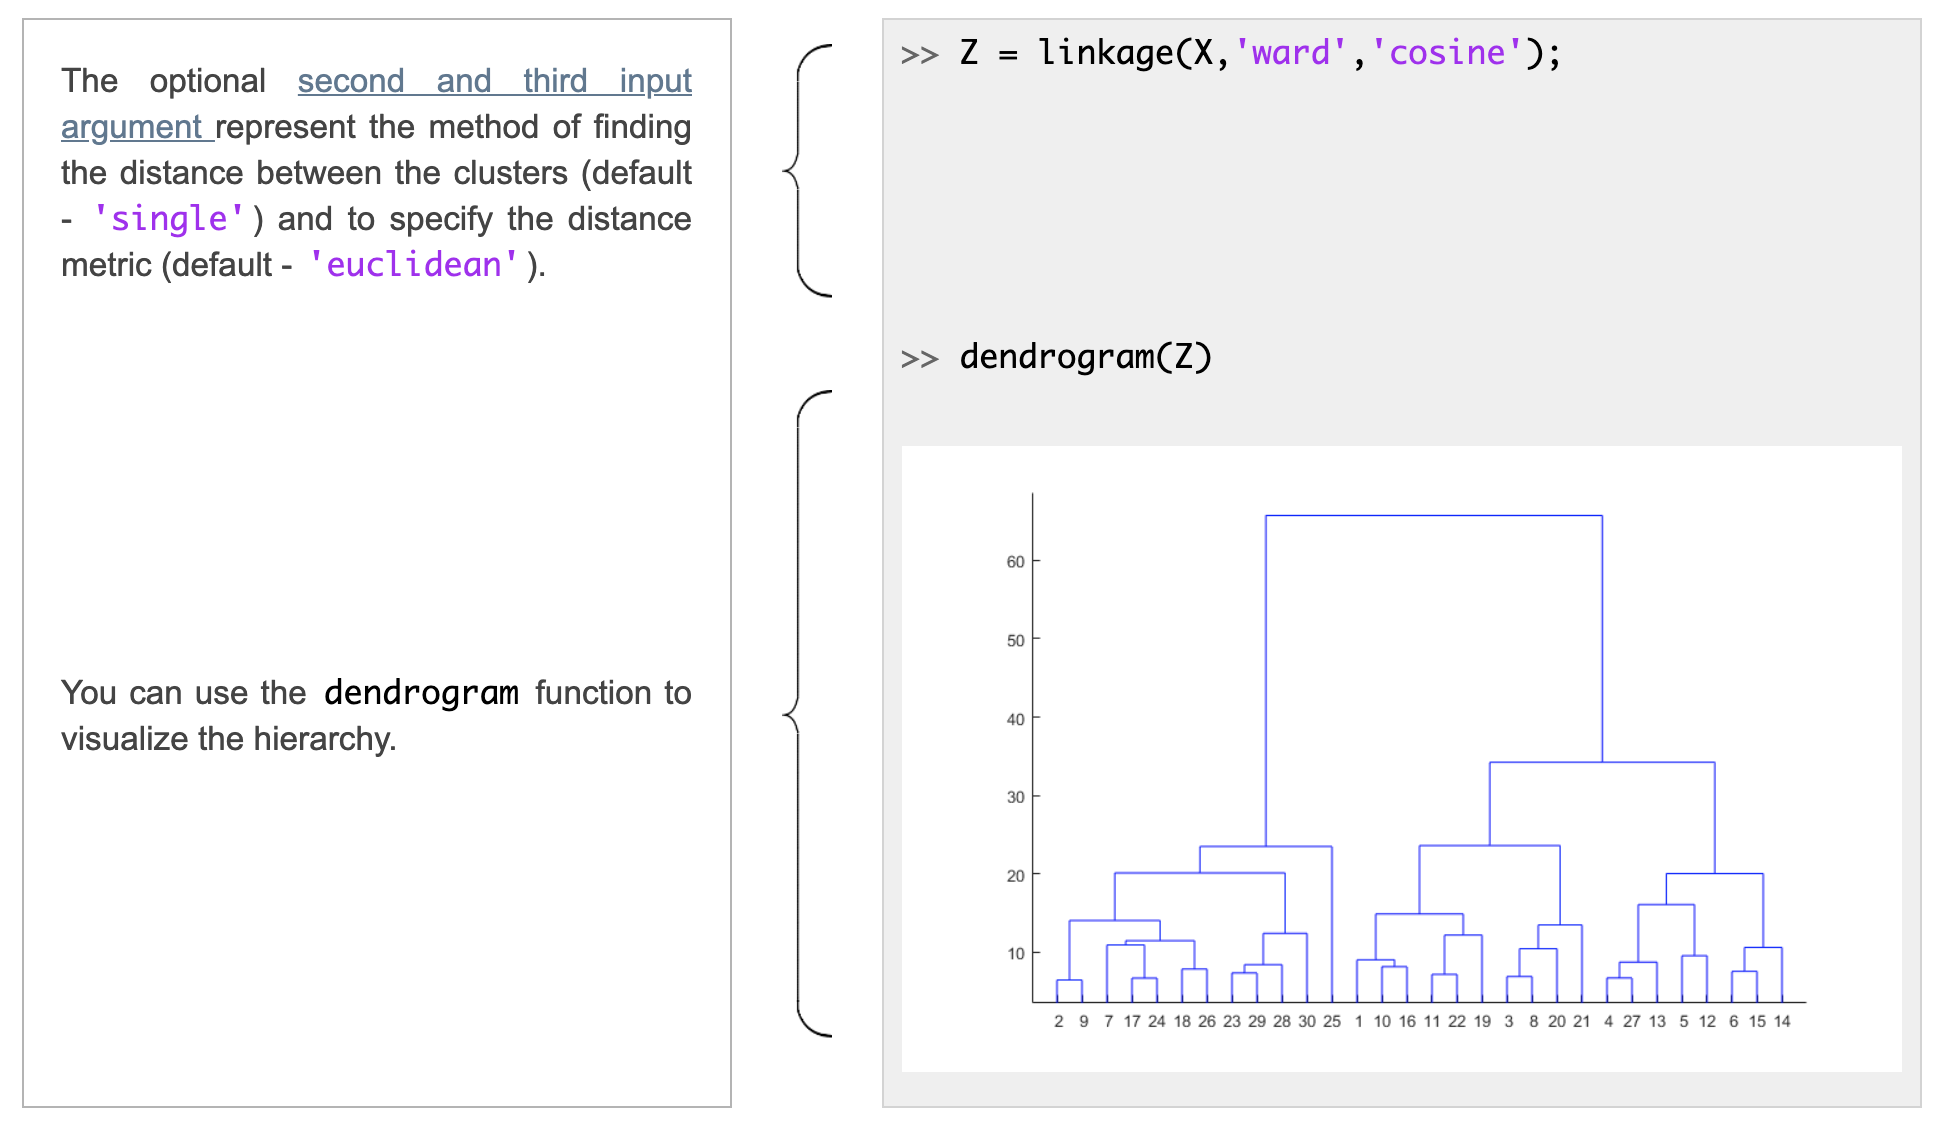 The optional second and third input
argument represent the method of finding
the distance between the clusters (default
- 'single') and to specify the distance
metric (default - 'euclidean').
>> Z = linkage(X,'ward','cosine');
You can use the dendrogram function to
visualize the hierarchy.
>> dendrogram(Z)
60
50
40
30
20
10
2 9 7 17 24 18 26 23 29 28 30 25 1 10 16 11 22 19 3 8 20 21 4 27 13 5 12 6 15 14